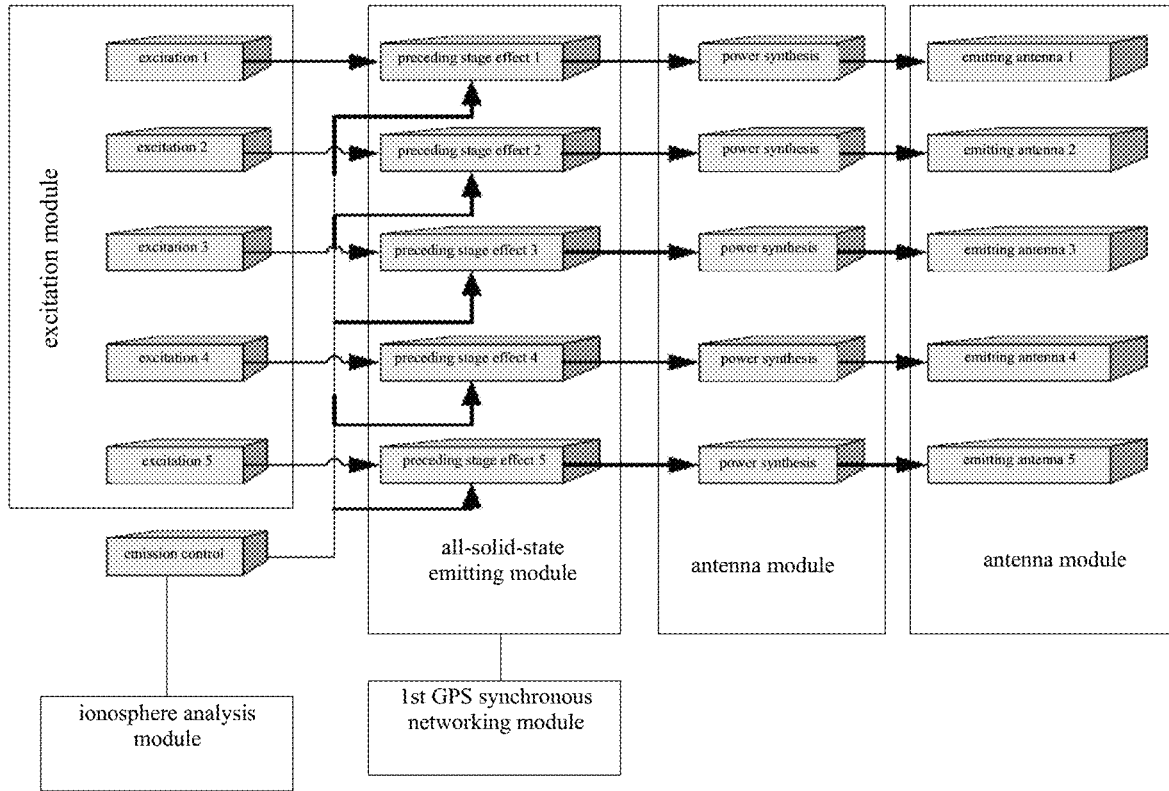 excitation 1
preceding stage effect 1
power synthesis
emitting antenna 1
excitation 2
preceding stage effect 2
power synthesis
emitting antenna 2
excitation module
excitation 3
preceding stage effect 3
power synthesis
emitting antenna 3
excitation 4
preceding stage effect 4
power synthesis
emitting antenna 4
excitation 5
preceding stage effect 5
power synthesis
emitting antenna 5
emission control
all-solid-state
emitting module
antenna module
antenna module
ionosphere analysis
module
1st GPS synchronous
networking module